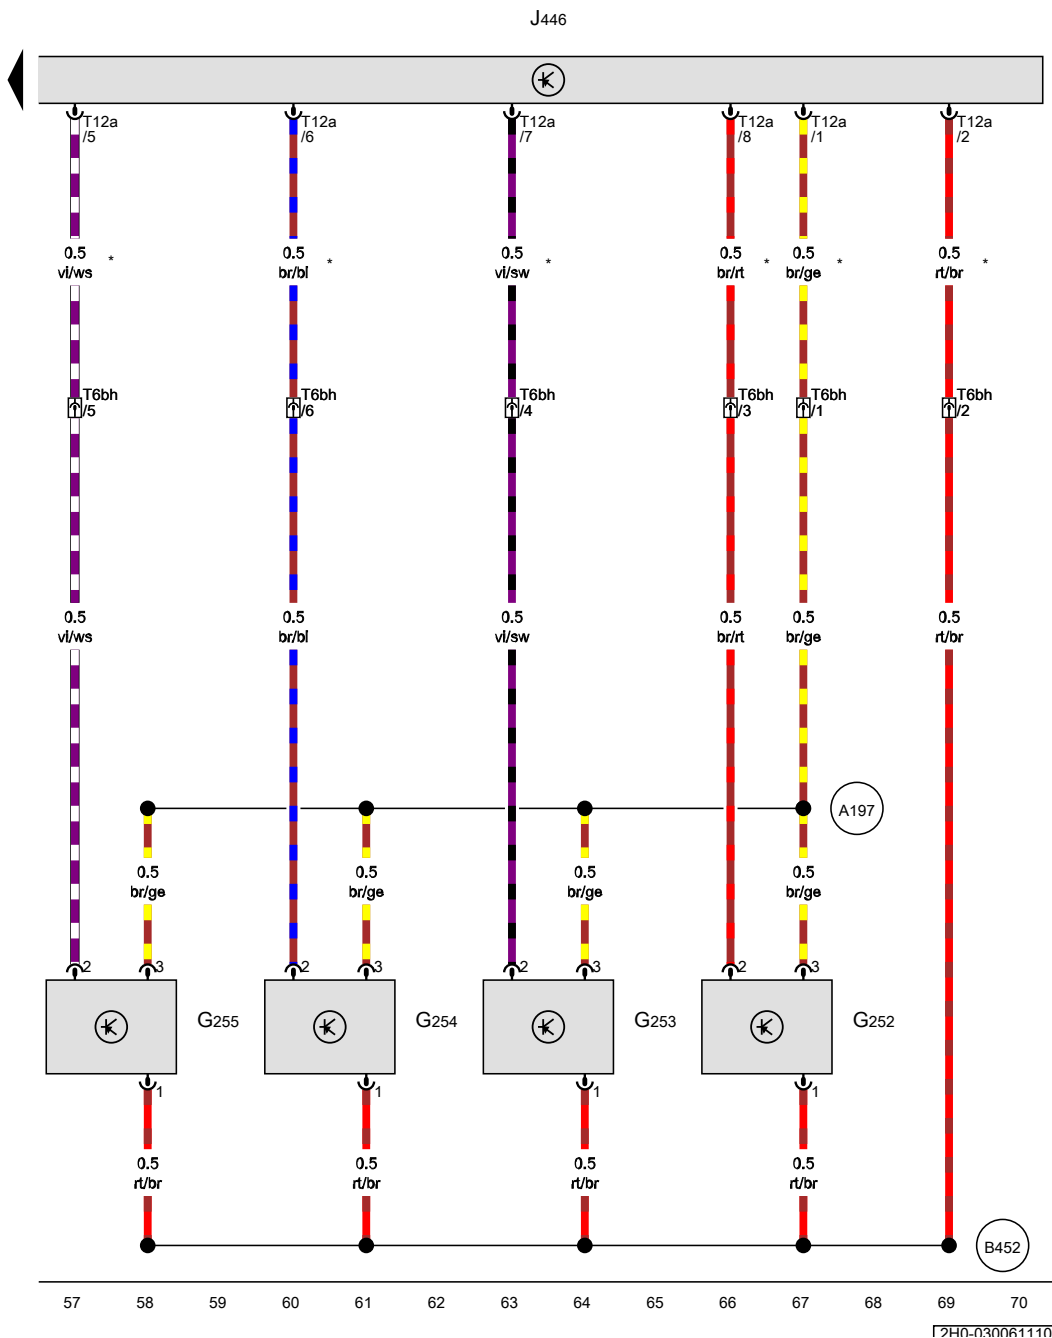 J446
T12a T12a T12a T12a T12a T12a
/5 /6 /7 /8 /1 /2
0.5 0.5 0.5 0.5 0.5 0.5
vi/ws * br/bl * vi/sw * br/rt * br/ge * rt/br *
T6bh T6bh T6bh T6bh T6bh T6bh
/5 /6 /4 /3 /1 /2
0.5 0.5 0.5 0.5 0.5 0.5
vi/ws br/bl vi/sw br/rt br/ge rt/br
A197
0.5 0.5 0.5 0.5
br/ge br/ge br/ge br/ge
2 3 2 3 2 3 2 3
G255 G254 G253 G252
1 1 1 1
0.5 0.5 0.5 0.5
rt/br rt/br rt/br rt/br
B452
57 58 59 60 61 62 63 64 65 66 67 68 69 70
2H0-030061110